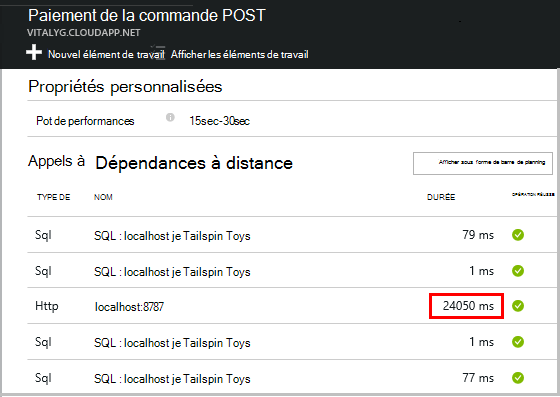 Paiement de la commande POST
VITALYG.CLOUDAPP.NET
Nouvel élément de travail Afficher les éléments de travail
Propriétés personnalisées
Pot de performances 15sec-30sec
Appels à Dépendances à distance
Afficher sous forme de barre de planning
TYPE DE NOM DURÉE OPÉRATION RÉUSSIE
Sql SQL : localhost je Tailspin Toys 79 ms
Sql SQL : localhost je Tailspin Toys 1 ms
Http localhost:8787 24050 ms
Sql SQL : localhost je Tailspin Toys 1 ms
Sql SQL : localhost je Tailspin Toys 77 ms